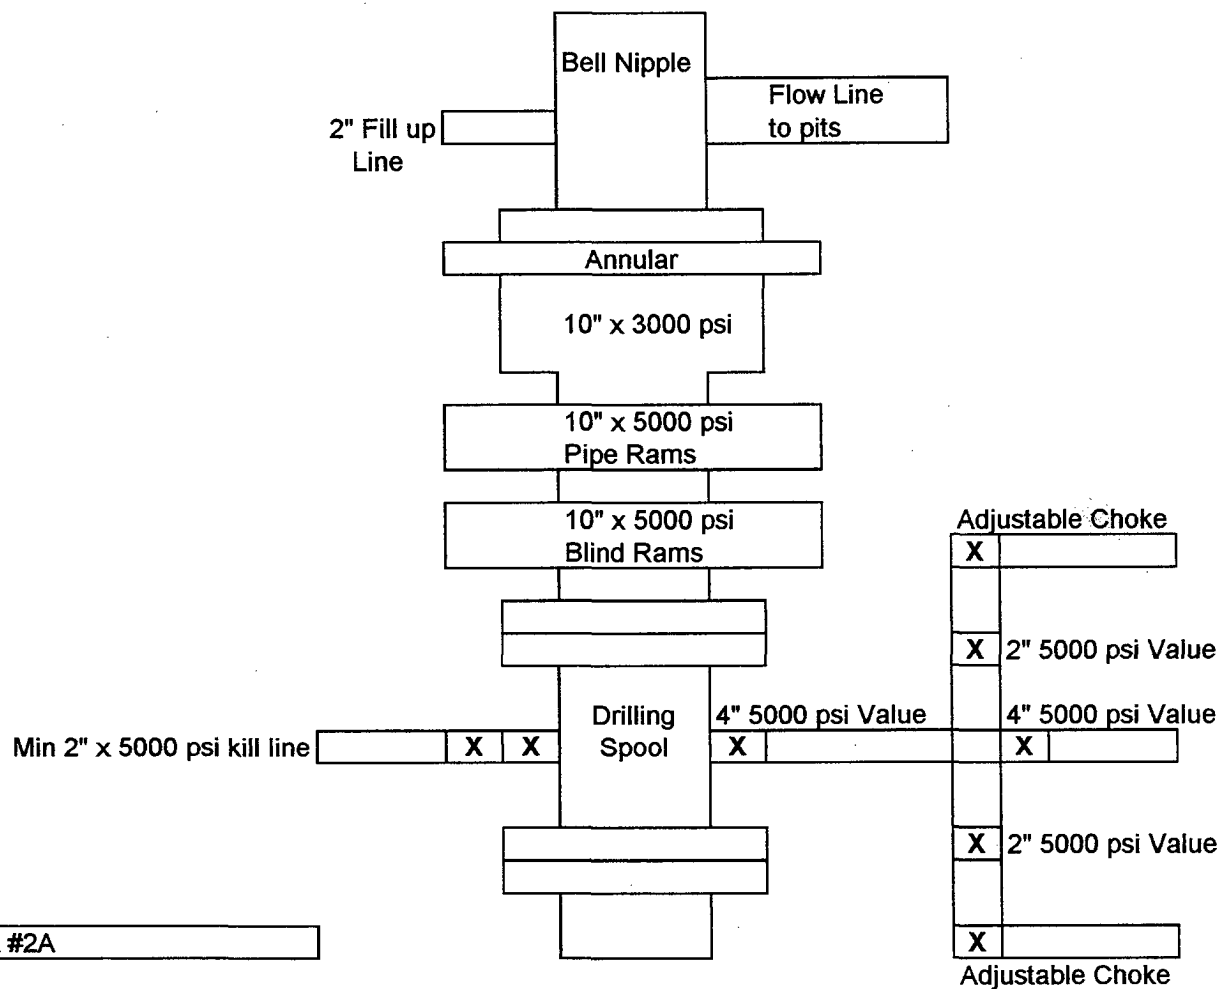 Bell Nipple
Flow Line
to pits
2" Fill up
Line
Annular
10" x 3000 psi
10" x 5000 psi
Pipe Rams
10" x 5000 psi
Blind Rams
Adjustable Choke
X
X 2" 5000 psi Value
Drilling
Spool
4" 5000 psi Value
4" 5000 psi Value
Min 2" x 5000 psi kill line
X X
X
X
X 2" 5000 psi Value
#2A
X
Adjustable Choke